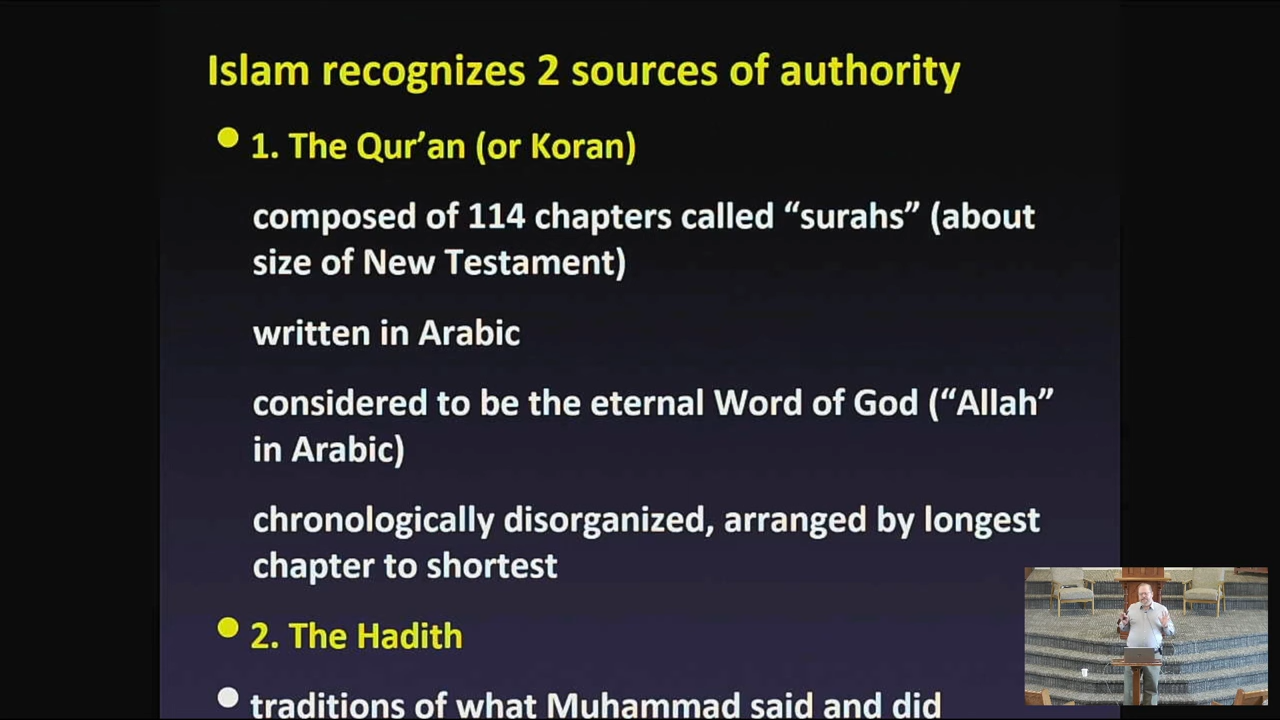 Islam recognizes 2 sources of authority
1. The Qur’an (or Koran)
composed of 114 chapters called “surahs” (about
size of New Testament)
written in Arabic
considered to be the eternal Word of God (“Allah”
in Arabic)
chronologically disorganized, arranged by longest
chapter to shortest
2. The Hadith
traditions of what Muhammad said and did